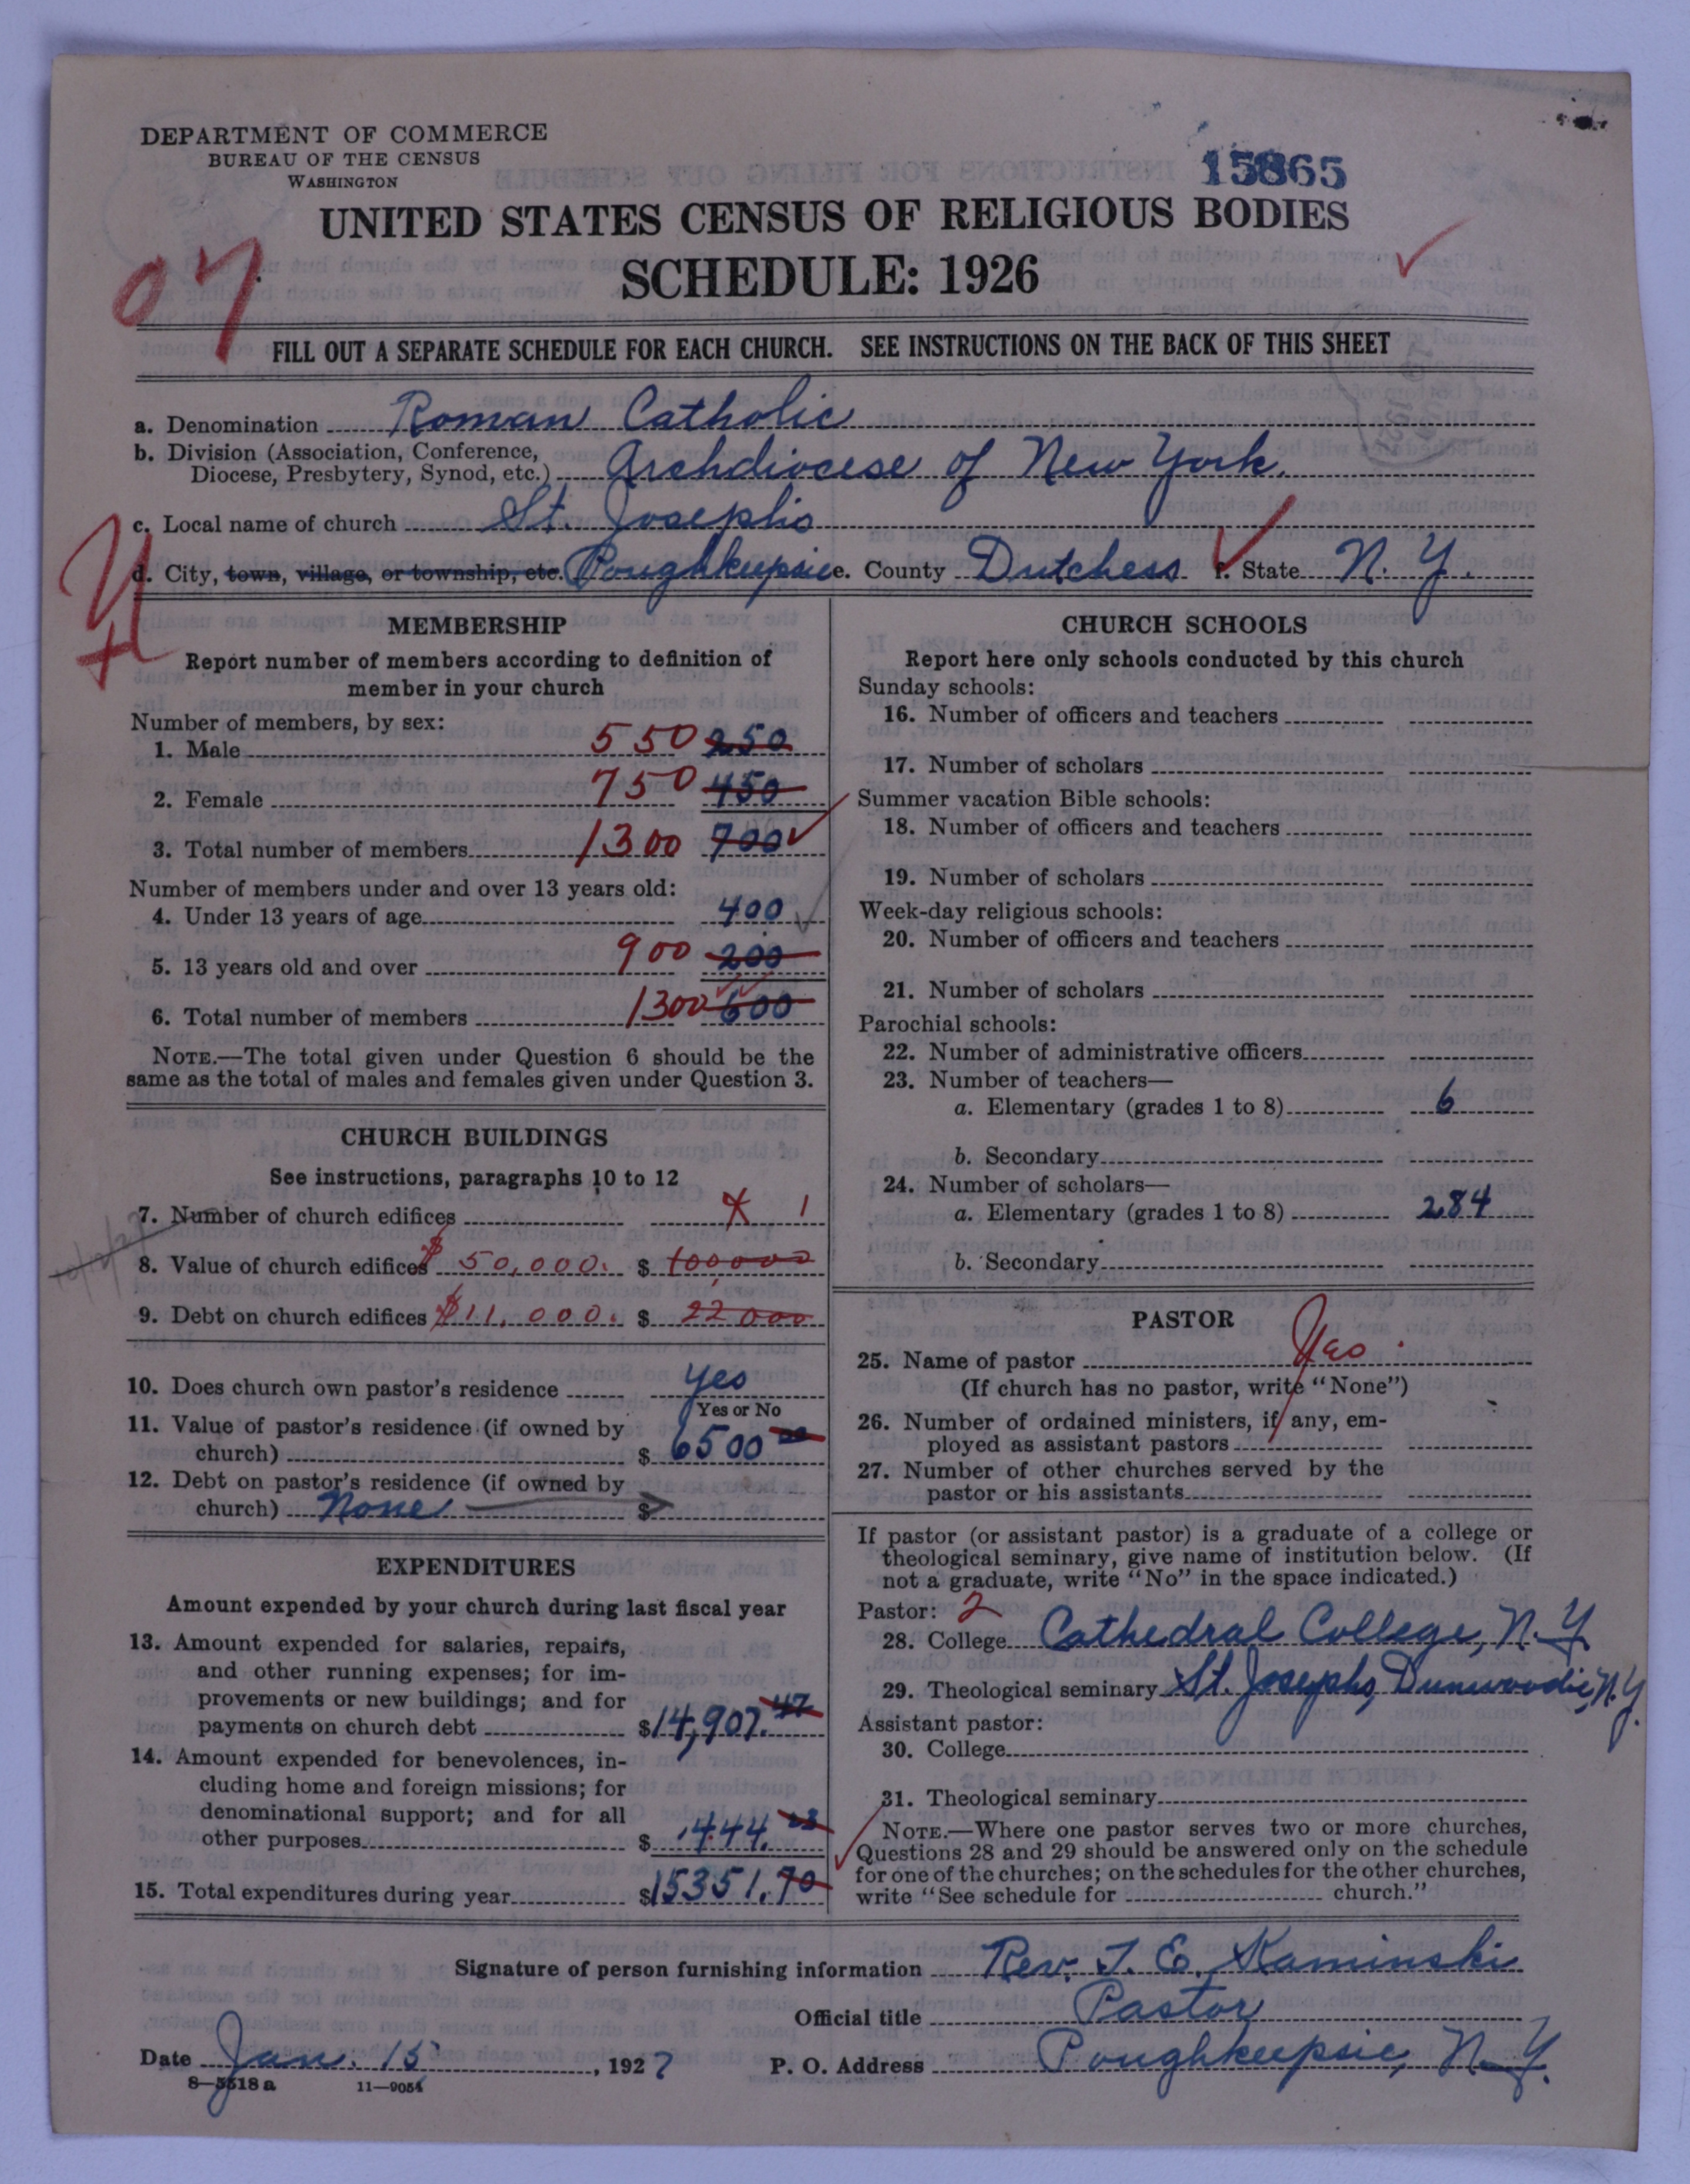 DEPARTMENT OF COMMERCE
BUREAU OF THE CENSUS
WASHINGTON
15865
UNITED STATES CENSUS OF RELIGIOUS BODIES
SCHEDULE: 1926
FILL OUT A SEPARATE SCHEDULE FOR EACH CHURCH. SEE INSTRUCTIONS ON THE BACK OF THIS SHEET
a. Denomination Roman Catholic
b. Division (Association, Conference,
Diocese, Presbytery, Synod, etc.) Archdiocese of New York.
c. Local name of church St. Josephs
d. City, town, village, or township, etc. Poughkeepsie e. County Dutchess f. State N. Y.
MEMBERSHIP
Report number of members according to definition of
member in your church
Number of members, by sex:
1. Male 550 250
2. Female 750 450
3. Total number of members 1300 700
Number of members under and over 13 years old:
4. Under 13 years of age 400
5. 13 years old and over 900 200
6. Total number of members 1300 600
NOTE.—The total given under Question 6 should be the
same as the total of males and females given under Question 3.
CHURCH BUILDINGS
See instructions, paragraphs 10 to 12
7. Number of church edifices 1
8. Value of church edifices $50,000. $ 100,000
9. Debt on church edifices $11,000. $ 22000
10. Does church own pastor's residence yes
Yes or No
11. Value of pastor's residence (if owned by
church) $ 6500 00
12. Debt on pastor's residence (if owned by
church) None $
EXPENDITURES
Amount expended by your church during last fiscal year
13. Amount expended for salaries, repairs,
and other running expenses; for im-
provements or new buildings; and for
payments on church debt $14,907.47
14. Amount expended for benevolences, in-
cluding home and foreign missions; for
denominational support; and for all
other purposes $ 444. 23
15. Total expenditures during year $15351.70
CHURCH SCHOOLS
Report here only schools conducted by this church
Sunday schools:
16. Number of officers and teachers
17. Number of scholars
Summer vacation Bible schools:
18. Number of officers and teachers
19. Number of scholars
Week-day religious schools:
20. Number of officers and teachers
21. Number of scholars
Parochial schools:
22. Number of administrative officers
23. Number of teachers—
a. Elementary (grades 1 to 8) 6
b. Secondary
24. Number of scholars—
a. Elementary (grades 1 to 8) 284
b. Secondary
PASTOR
25. Name of pastor Yes
(If church has no pastor, write "None")
26. Number of ordained ministers, if any, em-
ployed as assistant pastors
27. Number of other churches served by the
pastor or his assistants
If pastor (or assistant pastor) is a graduate of a college or
theological seminary, give name of institution below. (If
not a graduate, write "No" in the space indicated.)
Pastor: 2
28. College Cathedral College, N.Y.
29. Theological seminary St. Josephs, Dunwoodie, N.Y.
Assistant pastor:
30. College
31. Theological seminary
NOTE.—Where one pastor serves two or more churches,
Questions 28 and 29 should be answered only on the schedule
for one of the churches; on the schedules for the other churches,
write "See schedule for church."
Signature of person furnishing information Rev. J. E. Kaminski
Official title Pastor
Date Jan. 15, 1927 P. O. Address Poughkeepsie, N.Y.
8—5518 a 11—9054